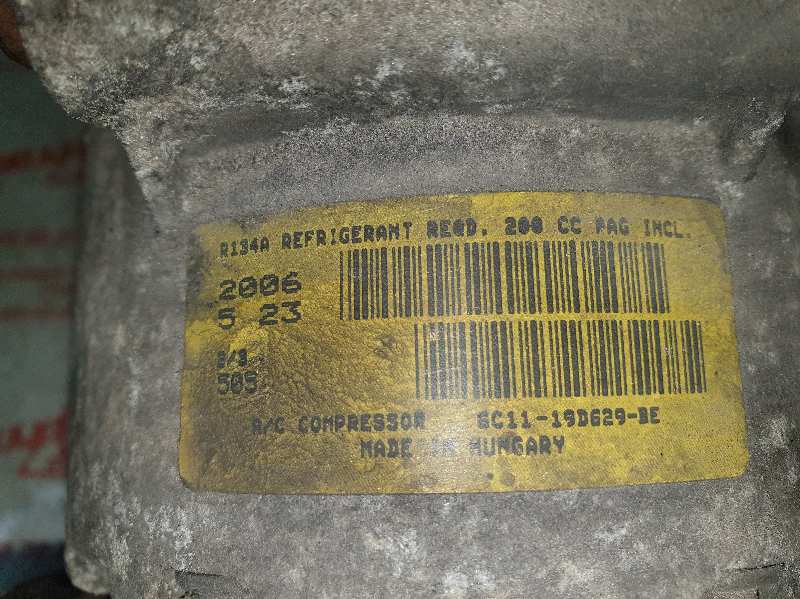 R134A REFRIGERANT REQD. 200 CC PAG INCL.
2006
5 23
505
A/C COMPRESSOR 6C11-19D629-BE
MADE IN HUNGARY